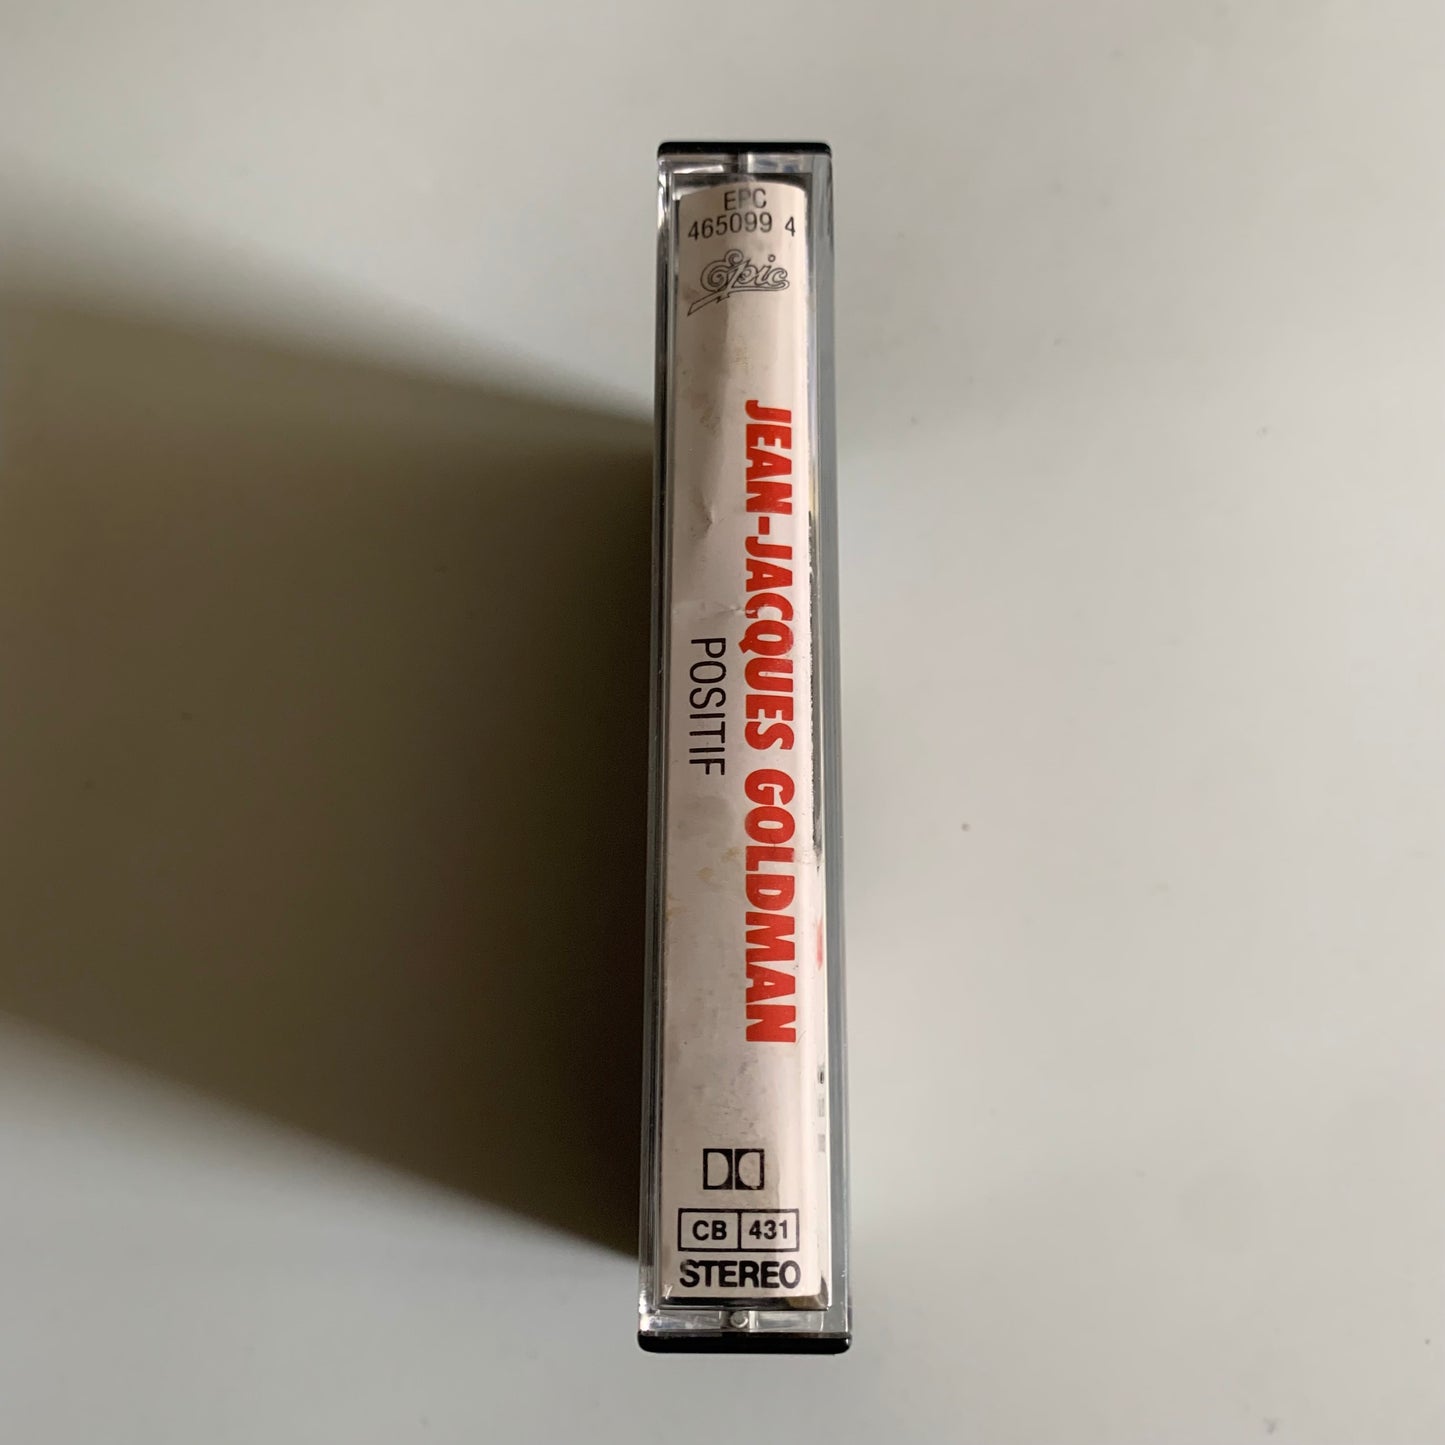 EPC
465099 4
Epic
JEAN-JACQUES GOLDMAN
POSITIF
CB 431
STEREO